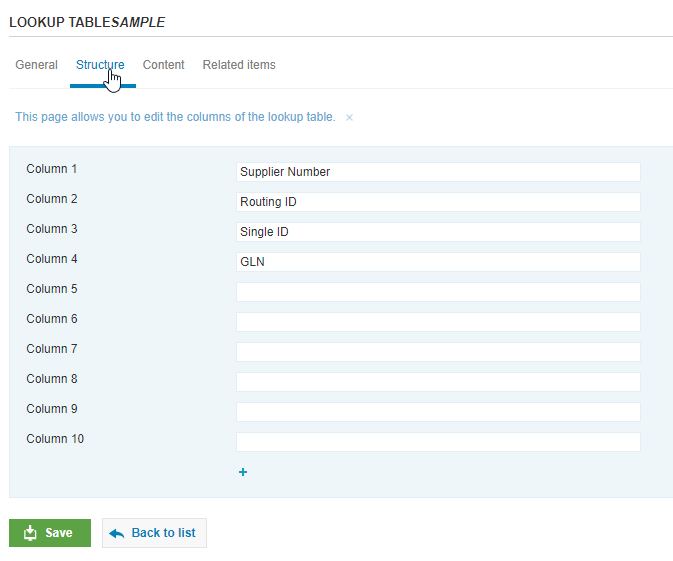 LOOKUP TABLESAMPLE
General Structure Content Related items
This page allows you to edit the columns of the lookup table. ×
Column 1 Supplier Number
Column 2 Routing ID
Column 3 Single ID
Column 4 GLN
Column 5
Column 6
Column 7
Column 8
Column 9
Column 10
+
Save Back to list